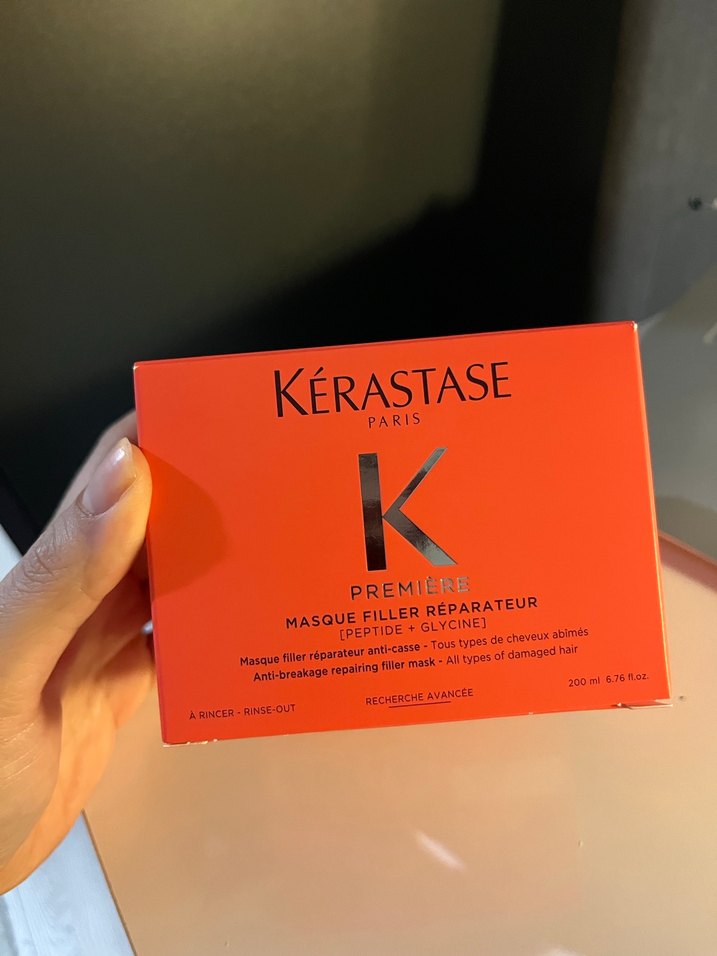 KÉRASTASE
PARIS
K
PREMIÈRE
MASQUE FILLER RÉPARATEUR
[PEPTIDE + GLYCINE]
Masque filler réparateur anti-casse - Tous types de cheveux abîmés
Anti-breakage repairing filler mask - All types of damaged hair
À RINCER - RINSE-OUT
RECHERCHE AVANCÉE
200 ml 6.76 fl.oz.